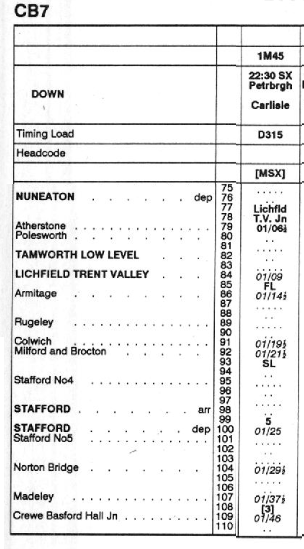 CB7
1M45
DOWN 22:30 SX
Petrbrgh
Carlisle
Timing Load D315
Headcode
[MSX]
75 .....
NUNEATON dep 76 ..
77 Lichfld
78 T.V. Jn
Atherstone 79 01/06½
Polesworth 80 ..
81 .....
TAMWORTH LOW LEVEL 82 ..
83 .....
LICHFIELD TRENT VALLEY 84 01/09
85 FL
Armitage 86 01/14½
87
88 ..
Rugeley 89 .....
90 ..
Colwich 91 01/19½
Milford and Brocton 92 01/21½
93 SL
94
Stafford No4 95 .....
96 ..
97 .....
STAFFORD arr 98 ..
99 5
STAFFORD dep 100 01/25
Stafford No5 101
102 ..
103 .....
Norton Bridge 104 01/29½
105
106 .....
Madeley 107 01/37½
108 [3]
Crewe Basford Hall Jn 109 01/46
110 ..